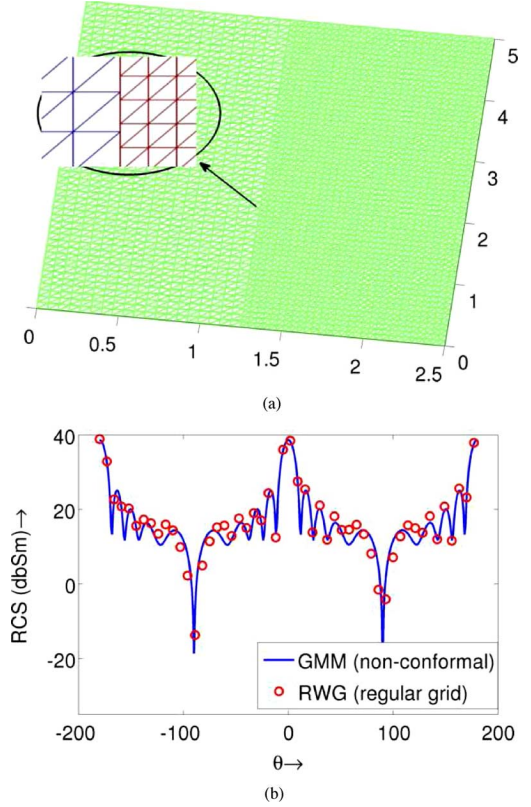 5
4
3
2
1
0
0 0.5 1 1.5 2 2.5
(a)
40
20
0
-20
-200 -100 0 100 200
RCS (dbSm)→
θ→
GMM (non-conformal)
RWG (regular grid)
(b)